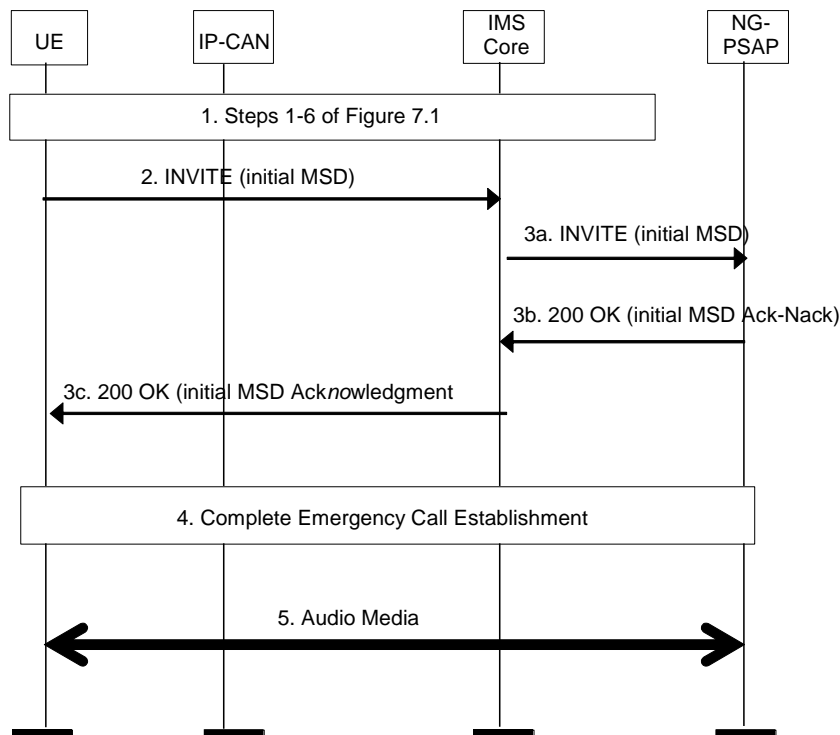 UE
IP-CAN
IMS
Core
NG-
PSAP
1. Steps 1-6 of Figure 7.1
2. INVITE (initial MSD)
3a. INVITE (initial MSD)
3b. 200 OK (initial MSD Ack-Nack)
3c. 200 OK (initial MSD Acknowledgment
4. Complete Emergency Call Establishment
5. Audio Media